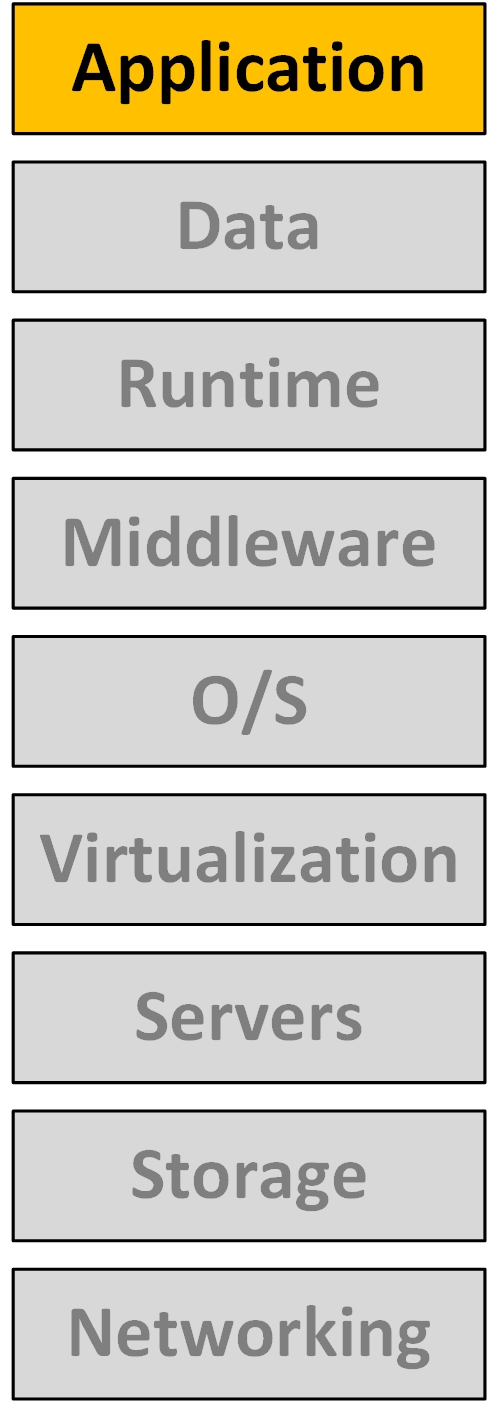 Application
Data
Runtime
Middleware
O/S
Virtualization
Servers
Storage
Networking